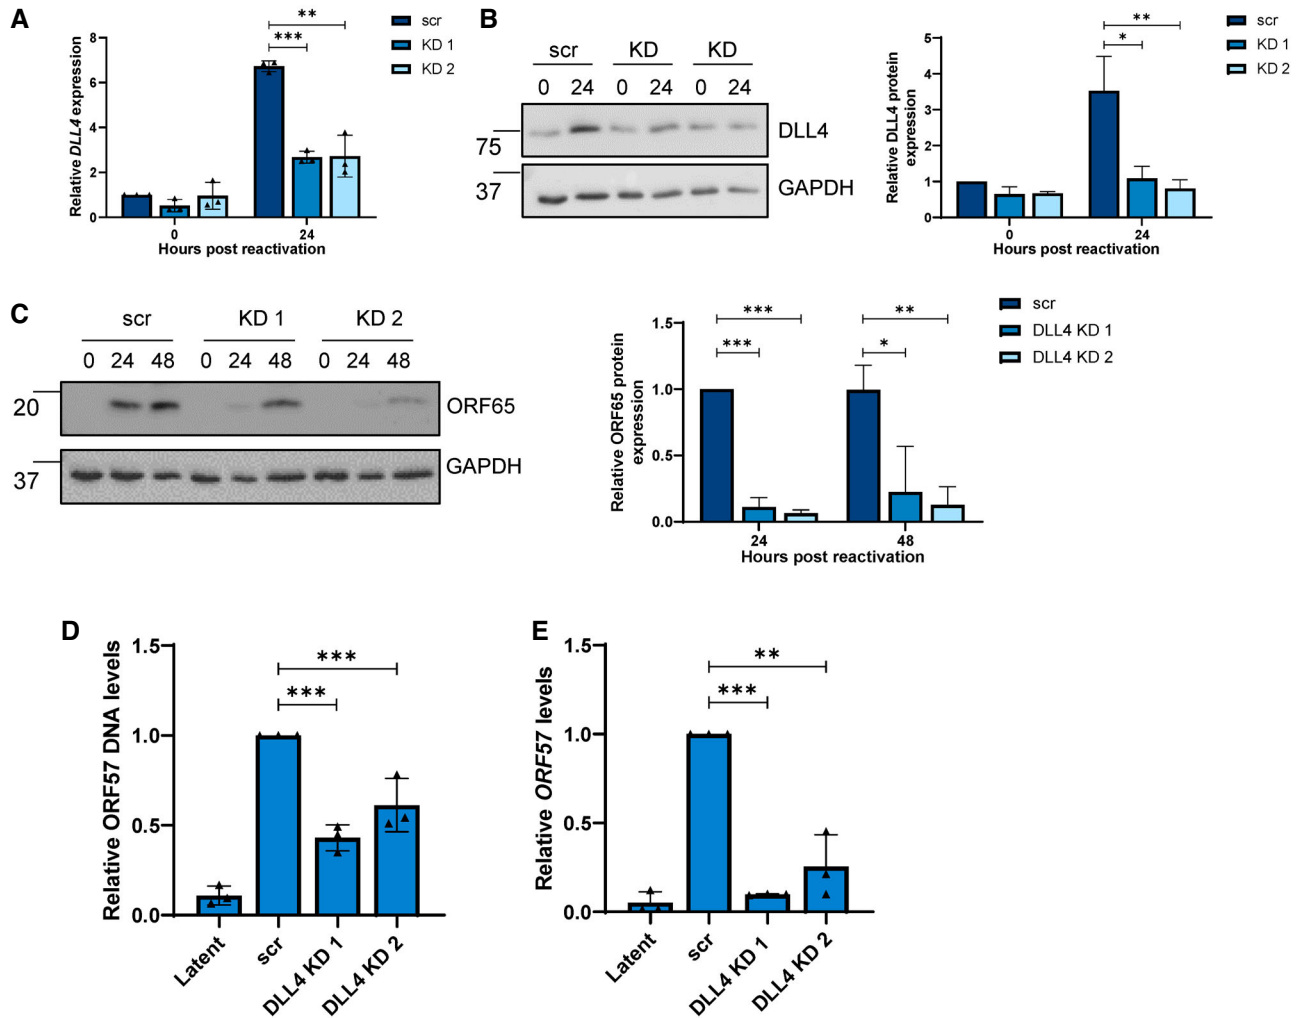 A
Relative DLL4 expression
8
6
4
2
0
***
**
0
24
Hours post reactivation
scr
KD 1
KD 2
B
scr
KD
KD
0 24 0 24 0 24
75
DLL4
37
GAPDH
Relative DLL4 protein
expression
5
4
3
2
1
0
**
*
0
24
Hours post reactivation
scr
KD 1
KD 2
C
scr
KD 1
KD 2
0 24 48 0 24 48 0 24 48
20
ORF65
37
GAPDH
Relative ORF65 protein
expression
1.5
1.0
0.5
0.0
***
***
**
*
24
48
Hours post reactivation
scr
DLL4 KD 1
DLL4 KD 2
D
Relative ORF57 DNA levels
1.5
1.0
0.5
0.0
***
***
Latent
scr
DLL4 KD 1
DLL4 KD 2
E
Relative ORF57 levels
1.5
1.0
0.5
0.0
**
***
Latent
scr
DLL4 KD 1
DLL4 KD 2